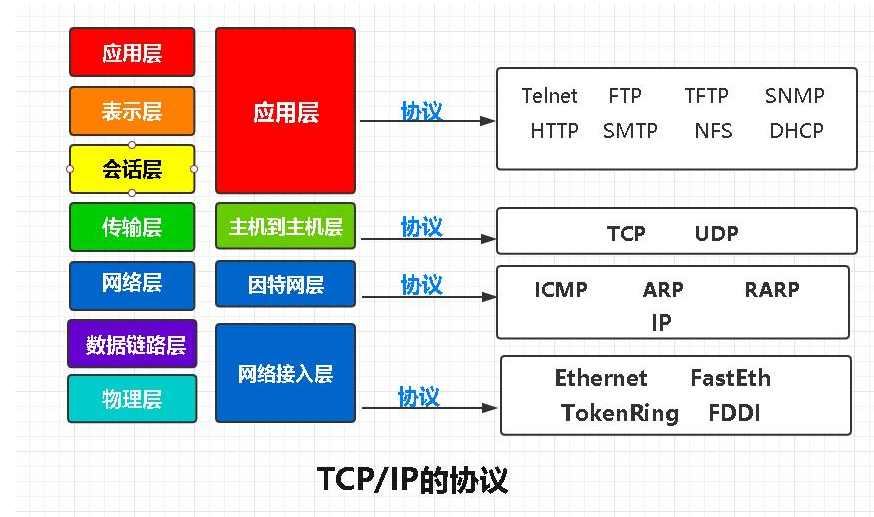 应用层
表示层
会话层
传输层
网络层
数据链路层
物理层
应用层
主机到主机层
因特网层
网络接入层
协议
Telnet FTP TFTP SNMP
HTTP SMTP NFS DHCP
协议
TCP UDP
协议
ICMP ARP RARP
IP
协议
Ethernet FastEth
TokenRing FDDI
TCP/IP的协议